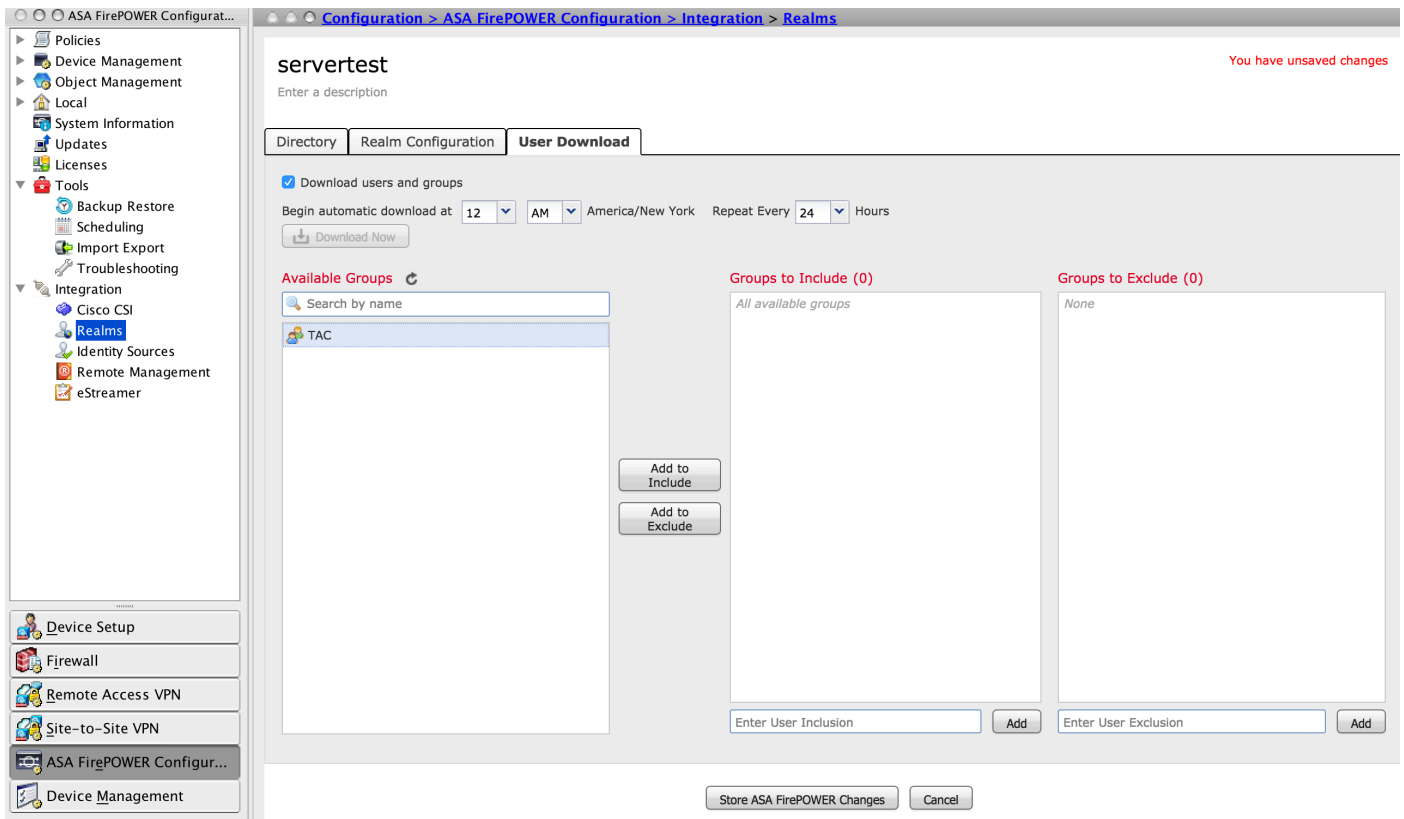 ASA FirePOWER Configurat...
Policies
Device Management
Object Management
Local
System Information
Updates
Licenses
Tools
Backup Restore
Scheduling
Import Export
Troubleshooting
Integration
Cisco CSI
Realms
Identity Sources
Remote Management
eStreamer
Device Setup
Firewall
Remote Access VPN
Site-to-Site VPN
ASA FirePOWER Configur...
Device Management
Configuration > ASA FirePOWER Configuration > Integration > Realms
servertest
You have unsaved changes
Enter a description
Directory
Realm Configuration
User Download
Download users and groups
Begin automatic download at 12 AM America/New York Repeat Every 24 Hours
Download Now
Available Groups
Search by name
TAC
Add to
Include
Add to
Exclude
Groups to Include (0)
All available groups
Enter User Inclusion
Add
Groups to Exclude (0)
None
Enter User Exclusion
Add
Store ASA FirePOWER Changes
Cancel